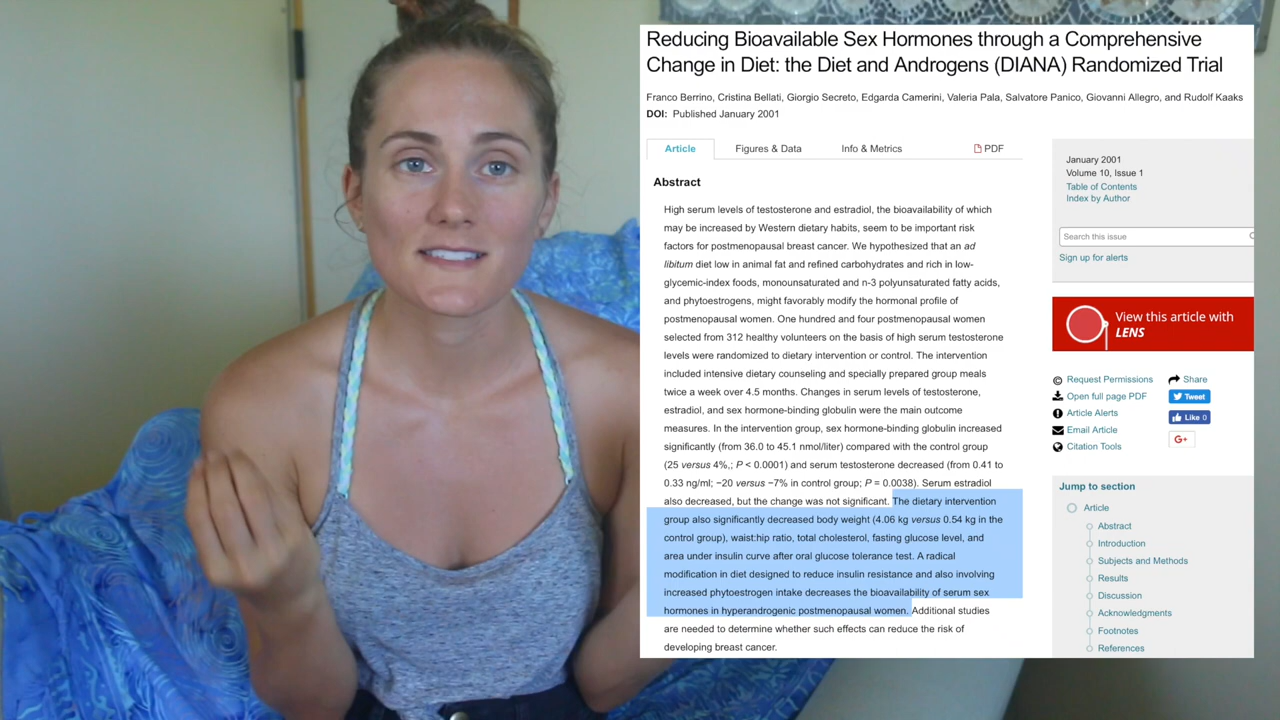 Reducing Bioavailable Sex Hormones through a Comprehensive
Change in Diet: the Diet and Androgens (DIANA) Randomized Trial
Franco Berrino, Cristina Bellati, Giorgio Secreto, Edgarda Camerini, Valeria Pala, Salvatore Panico, Giovanni Allegro, and Rudolf Kaaks
DOI: Published January 2001
Article Figures & Data Info & Metrics PDF
Abstract
High serum levels of testosterone and estradiol, the bioavailability of which
may be increased by Western dietary habits, seem to be important risk
factors for postmenopausal breast cancer. We hypothesized that an ad
libitum diet low in animal fat and refined carbohydrates and rich in low-
glycemic-index foods, monounsaturated and n-3 polyunsaturated fatty acids,
and phytoestrogens, might favorably modify the hormonal profile of
postmenopausal women. One hundred and four postmenopausal women
selected from 312 healthy volunteers on the basis of high serum testosterone
levels were randomized to dietary intervention or control. The intervention
included intensive dietary counseling and specially prepared group meals
twice a week over 4.5 months. Changes in serum levels of testosterone,
estradiol, and sex hormone-binding globulin were the main outcome
measures. In the intervention group, sex hormone-binding globulin increased
significantly (from 36.0 to 45.1 nmol/liter) compared with the control group
(25 versus 4%,; P < 0.0001) and serum testosterone decreased (from 0.41 to
0.33 ng/ml; −20 versus −7% in control group; P = 0.0038). Serum estradiol
also decreased, but the change was not significant. The dietary intervention
group also significantly decreased body weight (4.06 kg versus 0.54 kg in the
control group), waist:hip ratio, total cholesterol, fasting glucose level, and
area under insulin curve after oral glucose tolerance test. A radical
modification in diet designed to reduce insulin resistance and also involving
increased phytoestrogen intake decreases the bioavailability of serum sex
hormones in hyperandrogenic postmenopausal women. Additional studies
are needed to determine whether such effects can reduce the risk of
developing breast cancer.
January 2001
Volume 10, Issue 1
Table of Contents
Index by Author
Search this issue
Sign up for alerts
View this article with
LENS
Request Permissions Share
Open full page PDF Tweet
Article Alerts Like 0
Email Article
G+
Citation Tools
Jump to section
Article
Abstract
Introduction
Subjects and Methods
Results
Discussion
Acknowledgments
Footnotes
References